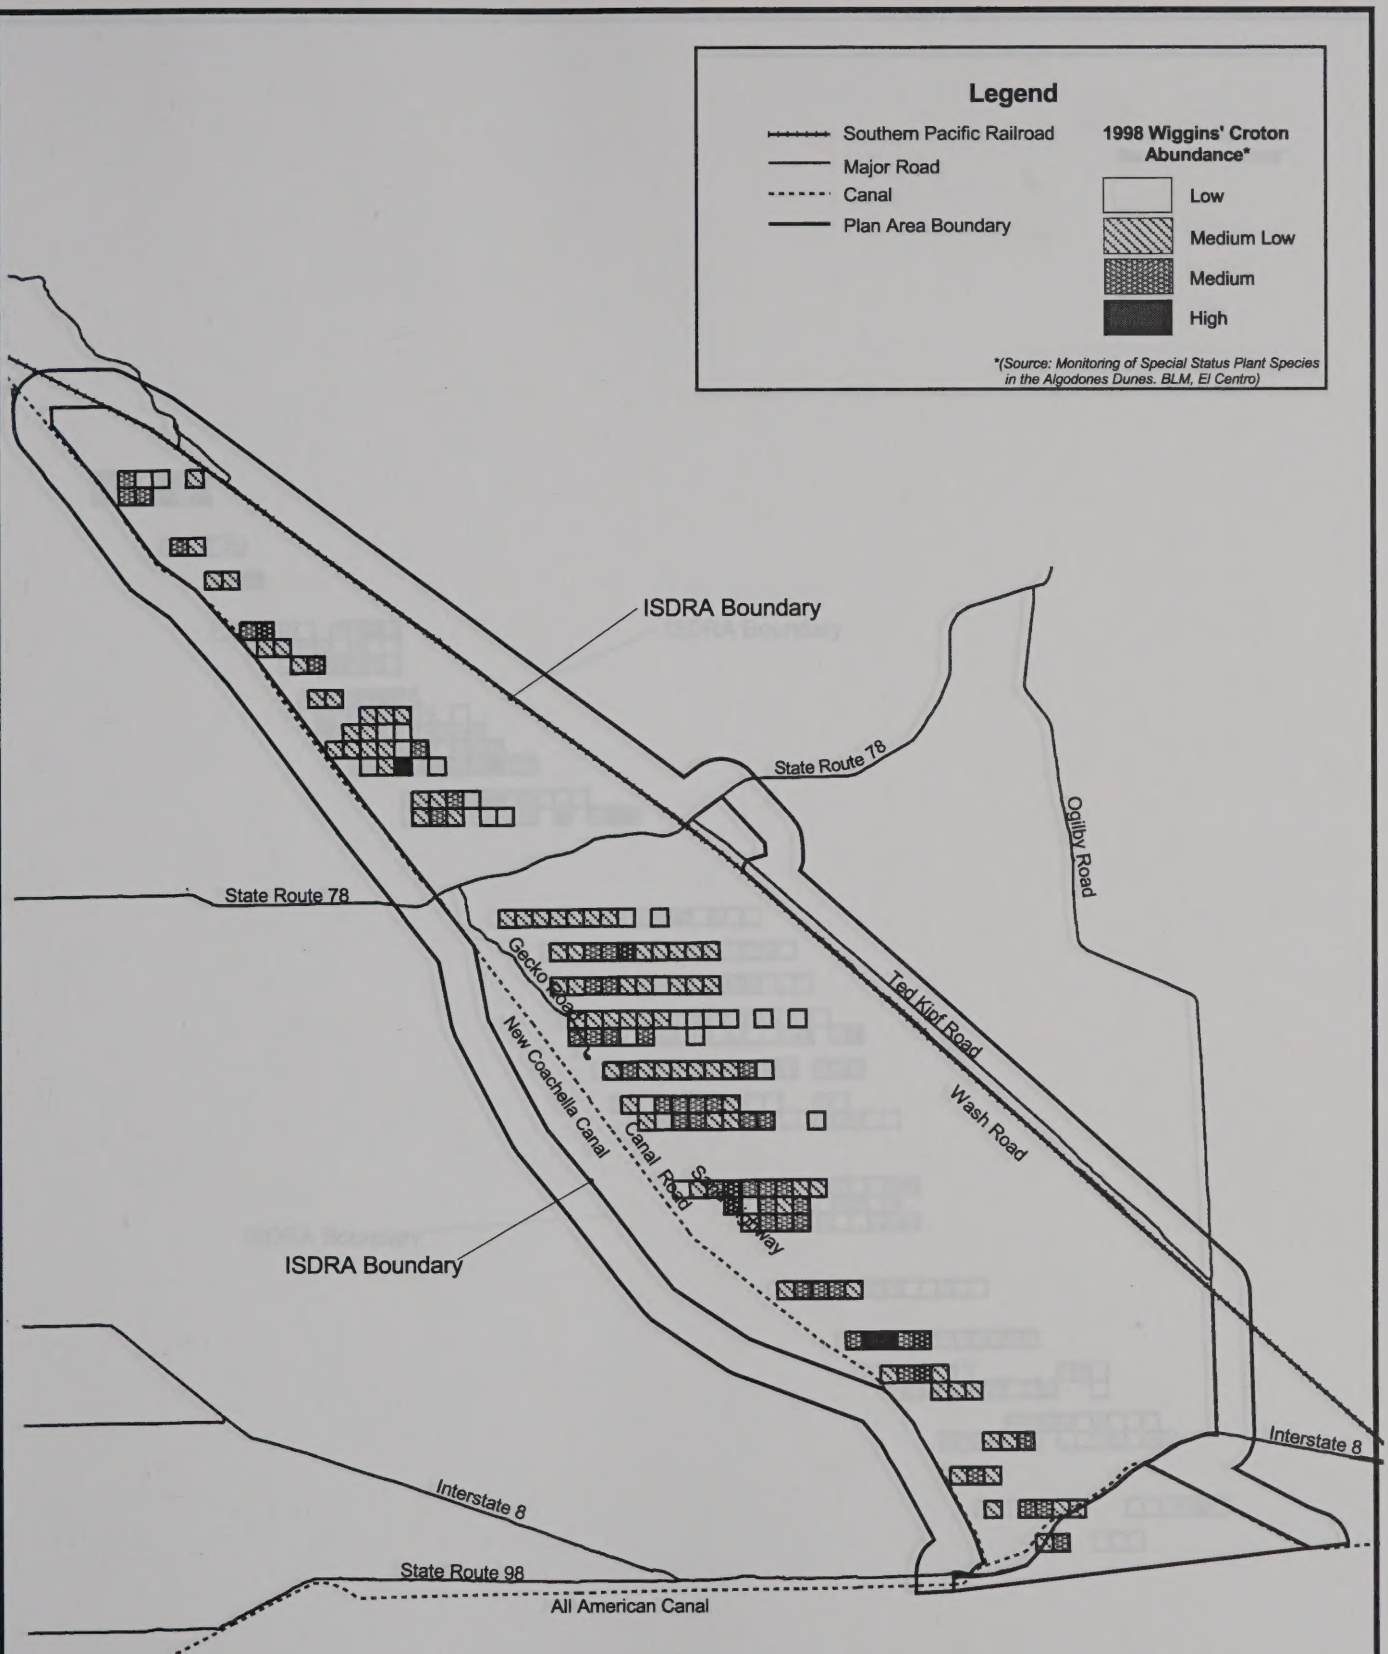 Legend
Southern Pacific Railroad
Major Road
Canal
Plan Area Boundary
1998 Wiggins' Croton
Abundance*
Low
Medium Low
Medium
High
*(Source: Monitoring of Special Status Plant Species
in the Algodones Dunes. BLM, El Centro)
ISDRA Boundary
State Route 78
Ogilby Road
State Route 78
Gecko Road
Ted Kipf Road
New Coachella Canal
Wash Road
Canal Road
ISDRA Boundary
Interstate 8
Interstate 8
State Route 98
All American Canal